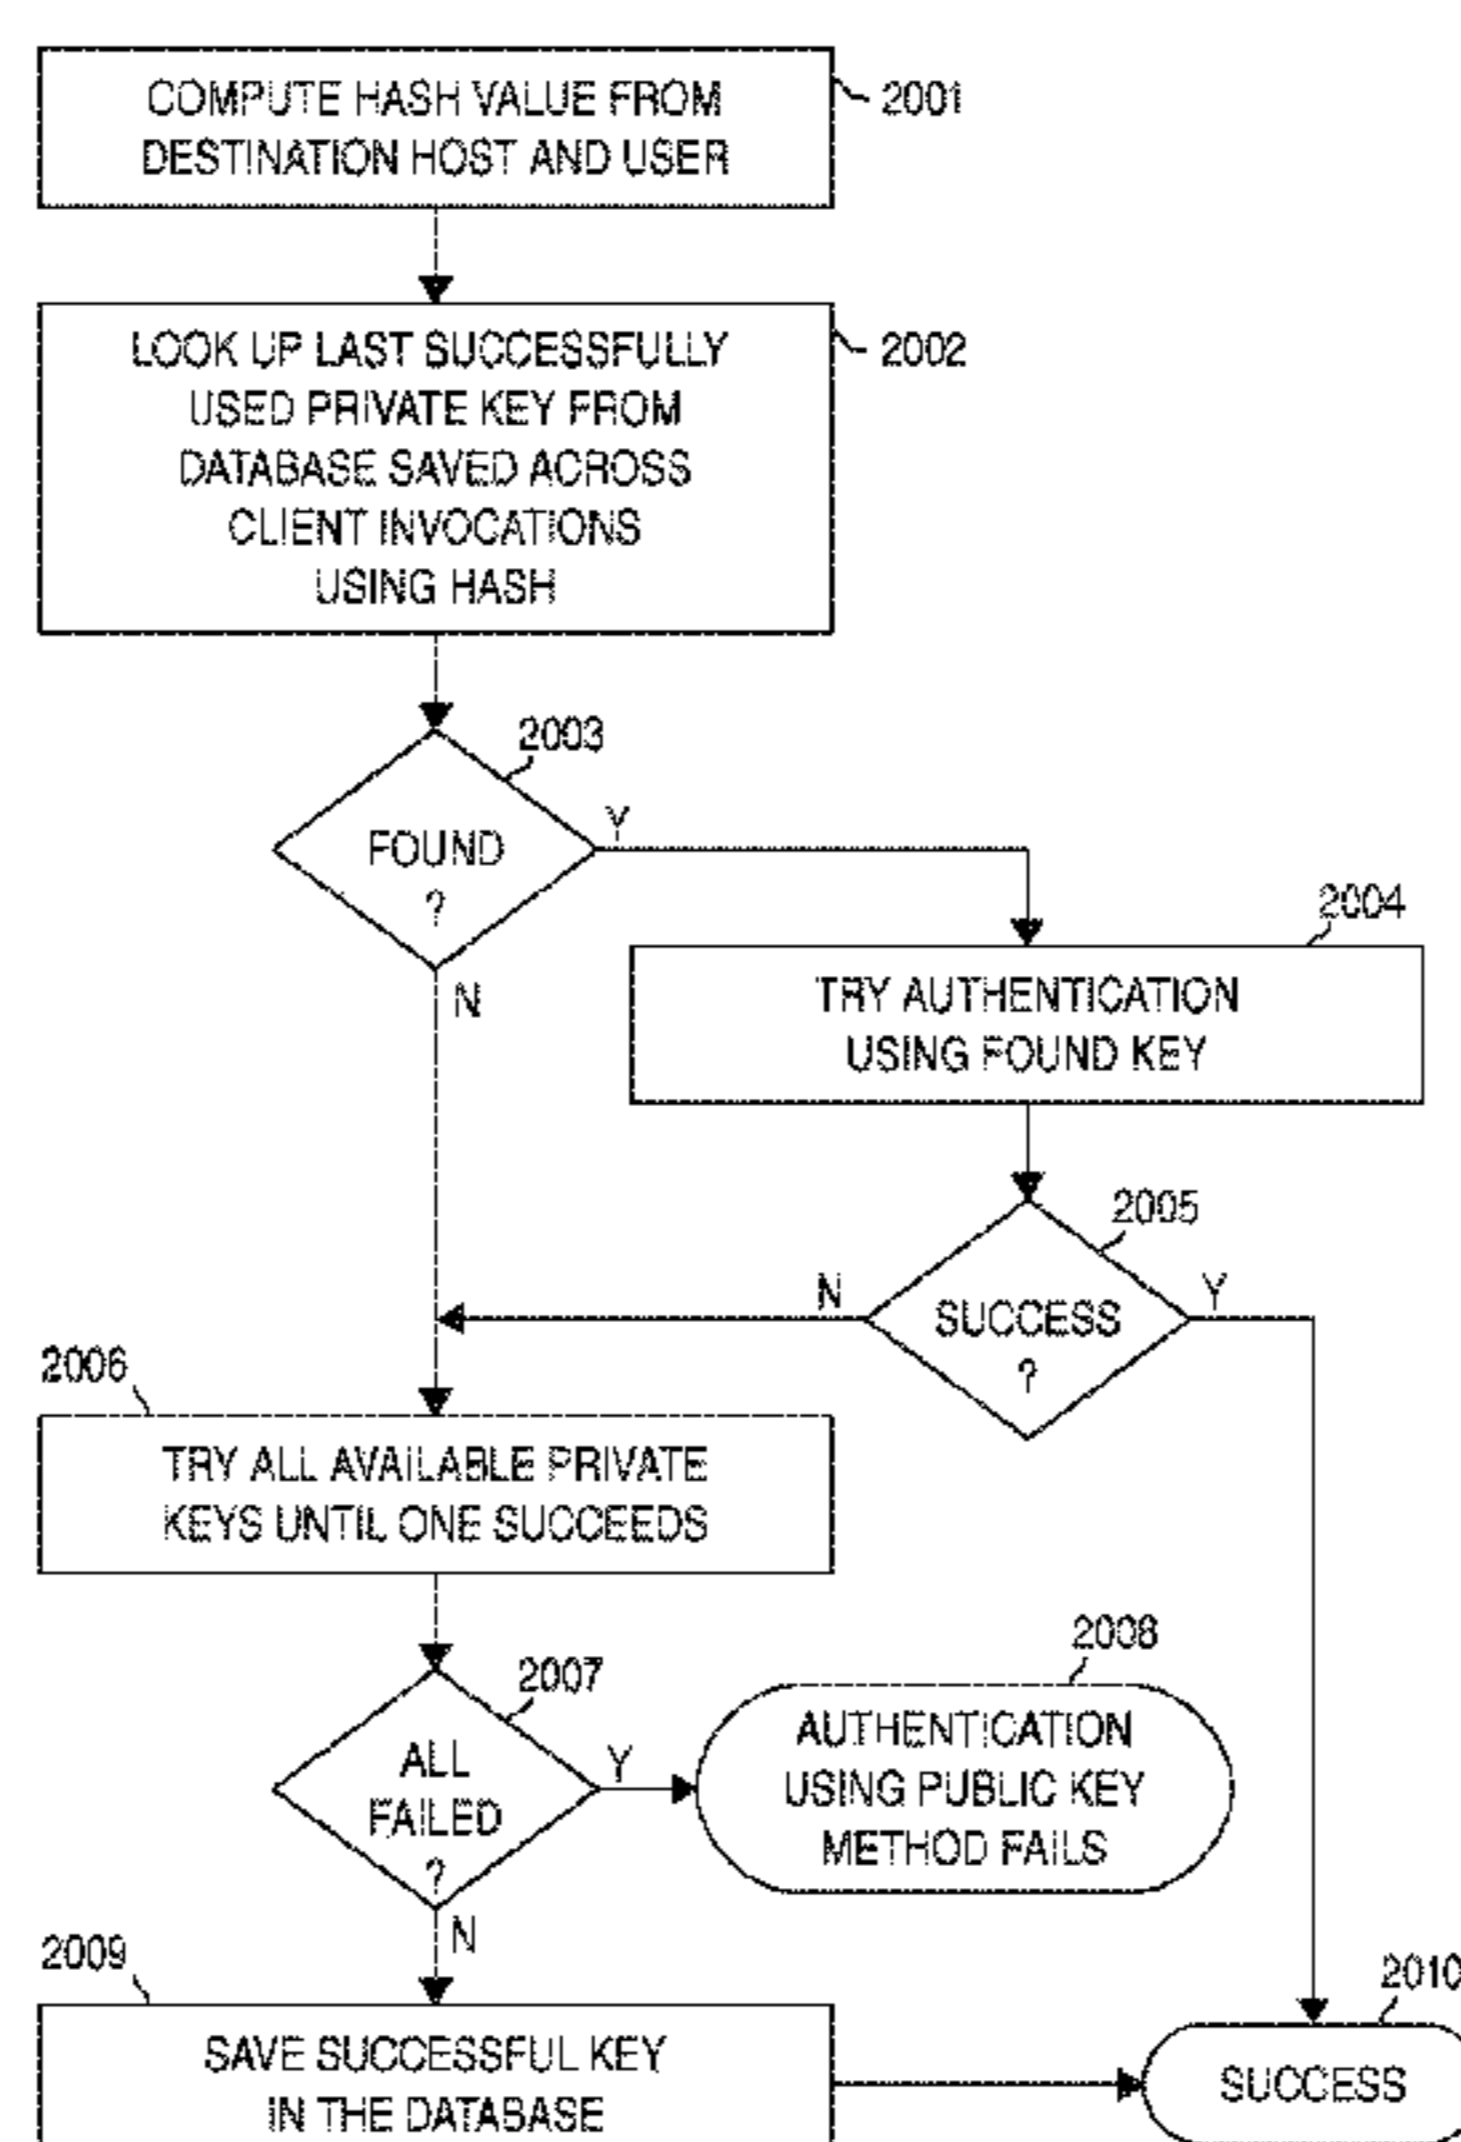 COMPUTE HASH VALUE FROM
DESTINATION HOST AND USER
2001
LOOK UP LAST SUCCESSFULLY
USED PRIVATE KEY FROM
DATABASE SAVED ACROSS
CLIENT INVOCATIONS
USING HASH
2002
2003
FOUND
?
Y
N
2004
TRY AUTHENTICATION
USING FOUND KEY
2005
SUCCESS
?
N
Y
2006
TRY ALL AVAILABLE PRIVATE
KEYS UNTIL ONE SUCCEEDS
2007
ALL
FAILED
?
Y
N
2008
AUTHENTICATION
USING PUBLIC KEY
METHOD FAILS
2009
SAVE SUCCESSFUL KEY
IN THE DATABASE
2010
SUCCESS